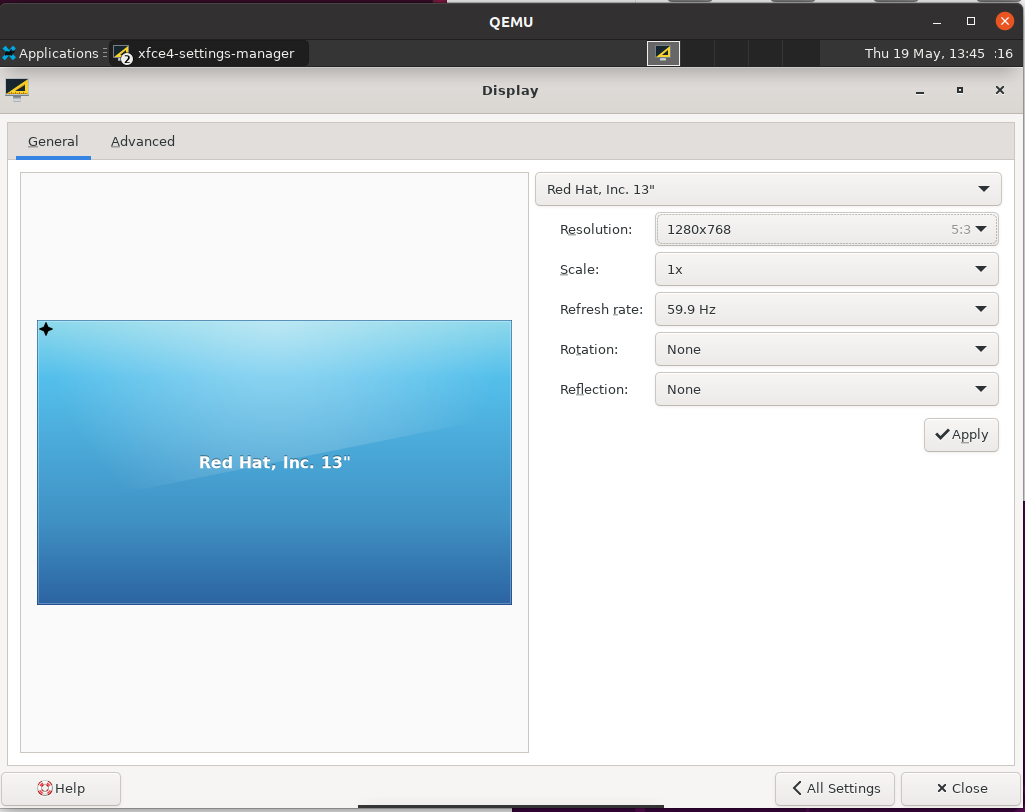 QEMU
Applications 2 xfce4-settings-manager Thu 19 May, 13:45 :16
Display
General Advanced
Red Hat, Inc. 13"
Resolution: 1280x768 5:3
Scale: 1x
Refresh rate: 59.9 Hz
Rotation: None
Reflection: None
Apply
Red Hat, Inc. 13"
Help All Settings Close